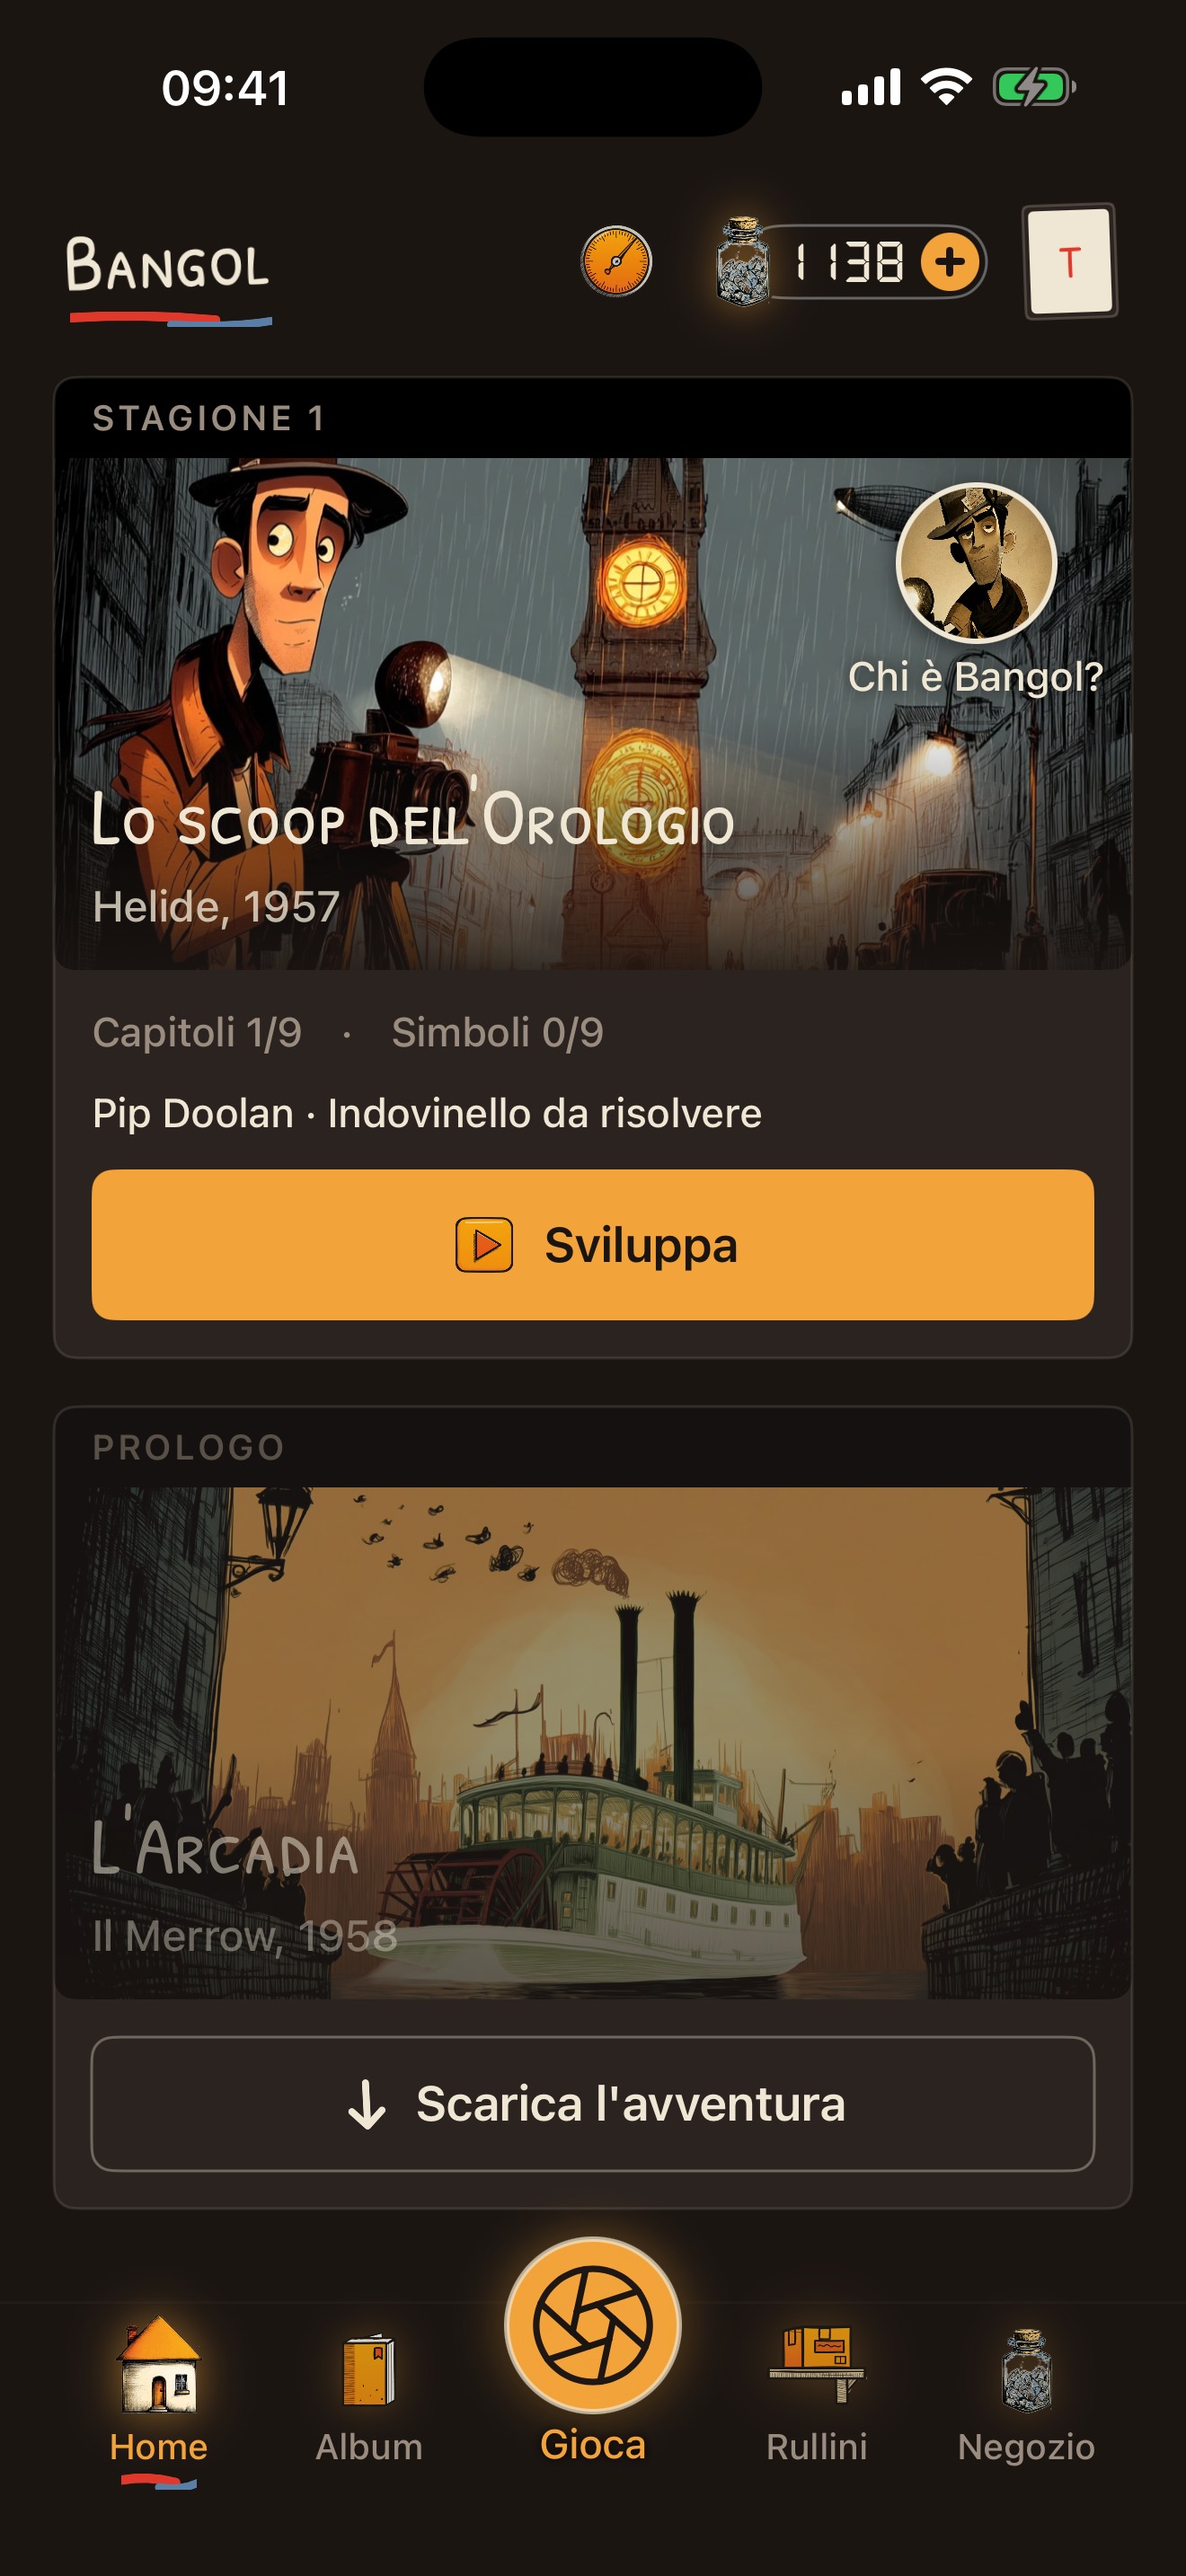 09:41
BANGOL
1138
T
STAGIONE 1
Chi è Bangol?
Lo scoop dell'Orologio
Helide, 1957
Capitoli 1/9 · Simboli 0/9
Pip Doolan · Indovinello da risolvere
Sviluppa
PROLOGO
L'Arcadia
Il Merrow, 1958
Scarica l'avventura
Home
Album
Gioca
Rullini
Negozio